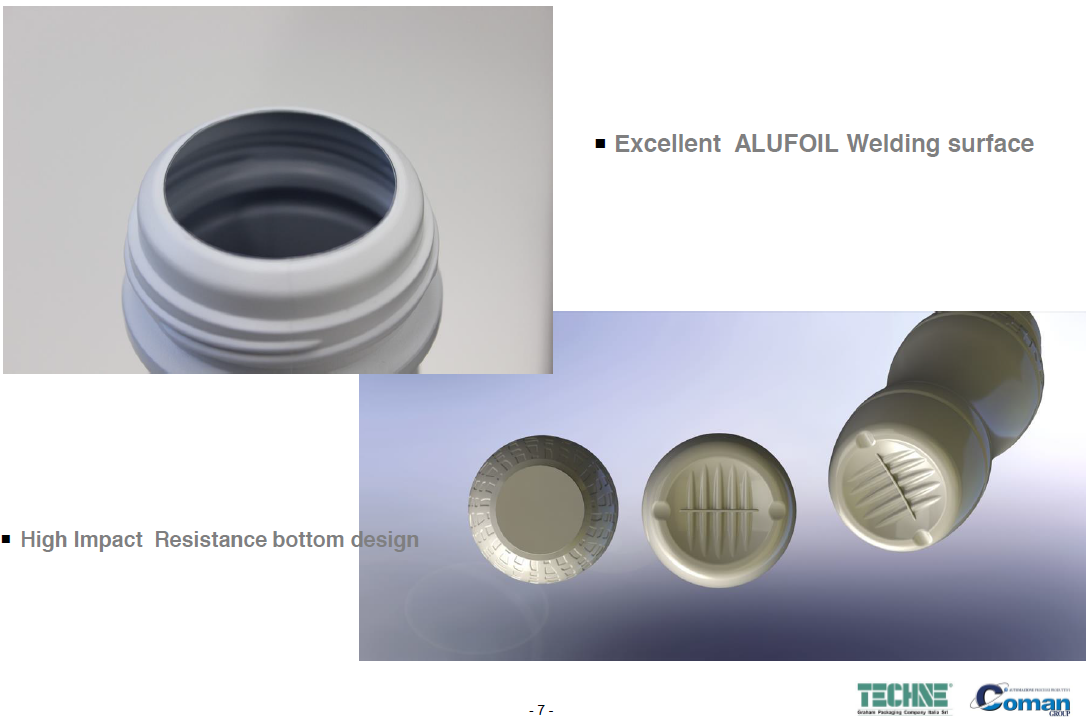 Excellent ALUFOIL Welding surface
High Impact Resistance bottom design
- 7 -
TECHNE®
Graham Packaging Company Italia Srl
Coman
GROUP